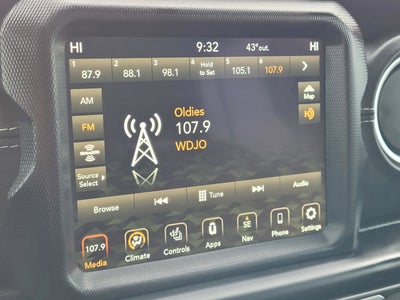 HI 9:32 43°out. HI
1 2 3 4 5 6
87.9 88.1 98.1 Hold to Set 105.1 107.9
AM
Map
Oldies
FM
107.9
WDJO
Source
Select
Browse Tune Audio
SE
107.9
Media Climate Controls Apps Nav Phone Settings